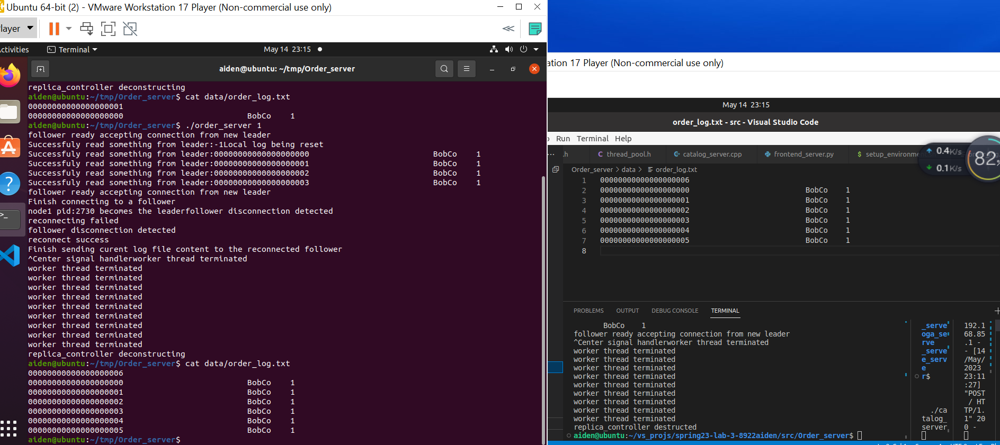 Ubuntu 64-bit (2) - VMware Workstation 17 Player (Non-commercial use only)
layer
ctivities
Terminal
May 14 23:15
aiden@ubuntu: ~/tmp/Order_server
replica_controller deconstructing
aiden@ubuntu:~/tmp/Order_server$ cat data/order_log.txt
00000000000000000001
00000000000000000000 BobCo 1
aiden@ubuntu:~/tmp/Order_server$ ./order_server 1
follower ready accepting connection from new leader
Successfuly read something from leader:-1Local log being reset
Successfuly read something from leader:00000000000000000000 BobCo 1
Successfuly read something from leader:00000000000000000001 BobCo 1
Successfuly read something from leader:00000000000000000002 BobCo 1
Successfuly read something from leader:00000000000000000003 BobCo 1
follower ready accepting connection from new leader
Finish connecting to a follower
node1 pid:2730 becomes the leaderfollower disconnection detected
reconnecting failed
follower disconnection detected
reconnect success
Finish sending curent log file content to the reconnected follower
^Center signal handlerworker thread terminated
worker thread terminated
worker thread terminated
worker thread terminated
worker thread terminated
worker thread terminated
worker thread terminated
worker thread terminated
worker thread terminated
worker thread terminated
replica_controller deconstructing
aiden@ubuntu:~/tmp/Order_server$ cat data/order_log.txt
00000000000000000006
00000000000000000000 BobCo 1
00000000000000000001 BobCo 1
00000000000000000002 BobCo 1
00000000000000000003 BobCo 1
00000000000000000004 BobCo 1
00000000000000000005 BobCo 1
aiden@ubuntu:~/tmp/Order_server$
ation 17 Player (Non-commercial use only)
May 14 23:15
order_log.txt - src - Visual Studio Code
Run Terminal Help
.h thread_pool.h catalog_server.cpp frontend_server.py setup_environme
0.4K/s
0.1K/s
82%
Order_server > data > order_log.txt
1 00000000000000000006
2 00000000000000000000 BobCo 1
3 00000000000000000001 BobCo 1
4 00000000000000000002 BobCo 1
5 00000000000000000003 BobCo 1
6 00000000000000000004 BobCo 1
7 00000000000000000005 BobCo 1
8
PROBLEMS OUTPUT DEBUG CONSOLE TERMINAL
BobCo 1
follower ready accepting connection from new leader
^Center signal handlerworker thread terminated
worker thread terminated
worker thread terminated
worker thread terminated
worker thread terminated
worker thread terminated
worker thread terminated
worker thread terminated
worker thread terminated
worker thread terminated
replica_controller destructed
aiden@ubuntu:~/vs_projs/spring23-lab-3-8922aiden/src/Order_server$
_serve
oga_se
rve
_serve
e_serv
e
r$
./ca
talog_
server
192.1
68.85
.1 -
- [14
/May/
2023
23:11
:27]
"POST
/ HT
TP/1.
1" 20
0 -